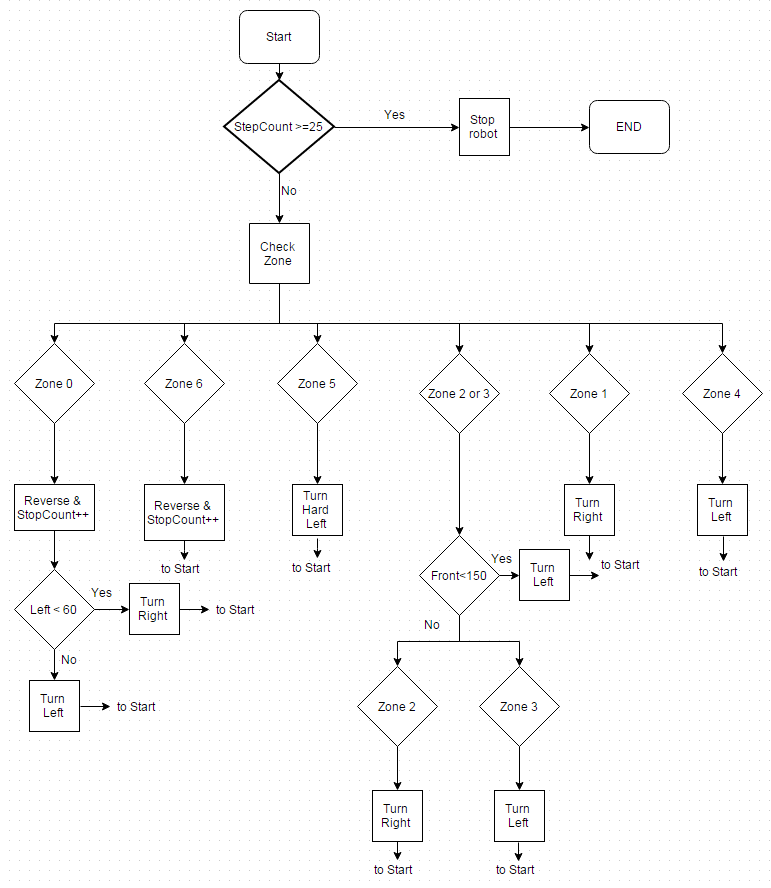 Start
StepCount >=25
Yes
Stop
robot
END
No
Check
Zone
Zone 0
Zone 6
Zone 5
Zone 2 or 3
Zone 1
Zone 4
Reverse &
StopCount++
Reverse &
StopCount++
Turn
Hard
Left
Turn
Right
Turn
Left
to Start
to Start
to Start
to Start
Left < 60
Yes
Turn
Right
to Start
Front<150
Yes
Turn
Left
No
Turn
Left
to Start
No
Zone 2
Zone 3
Turn
Right
Turn
Left
to Start
to Start